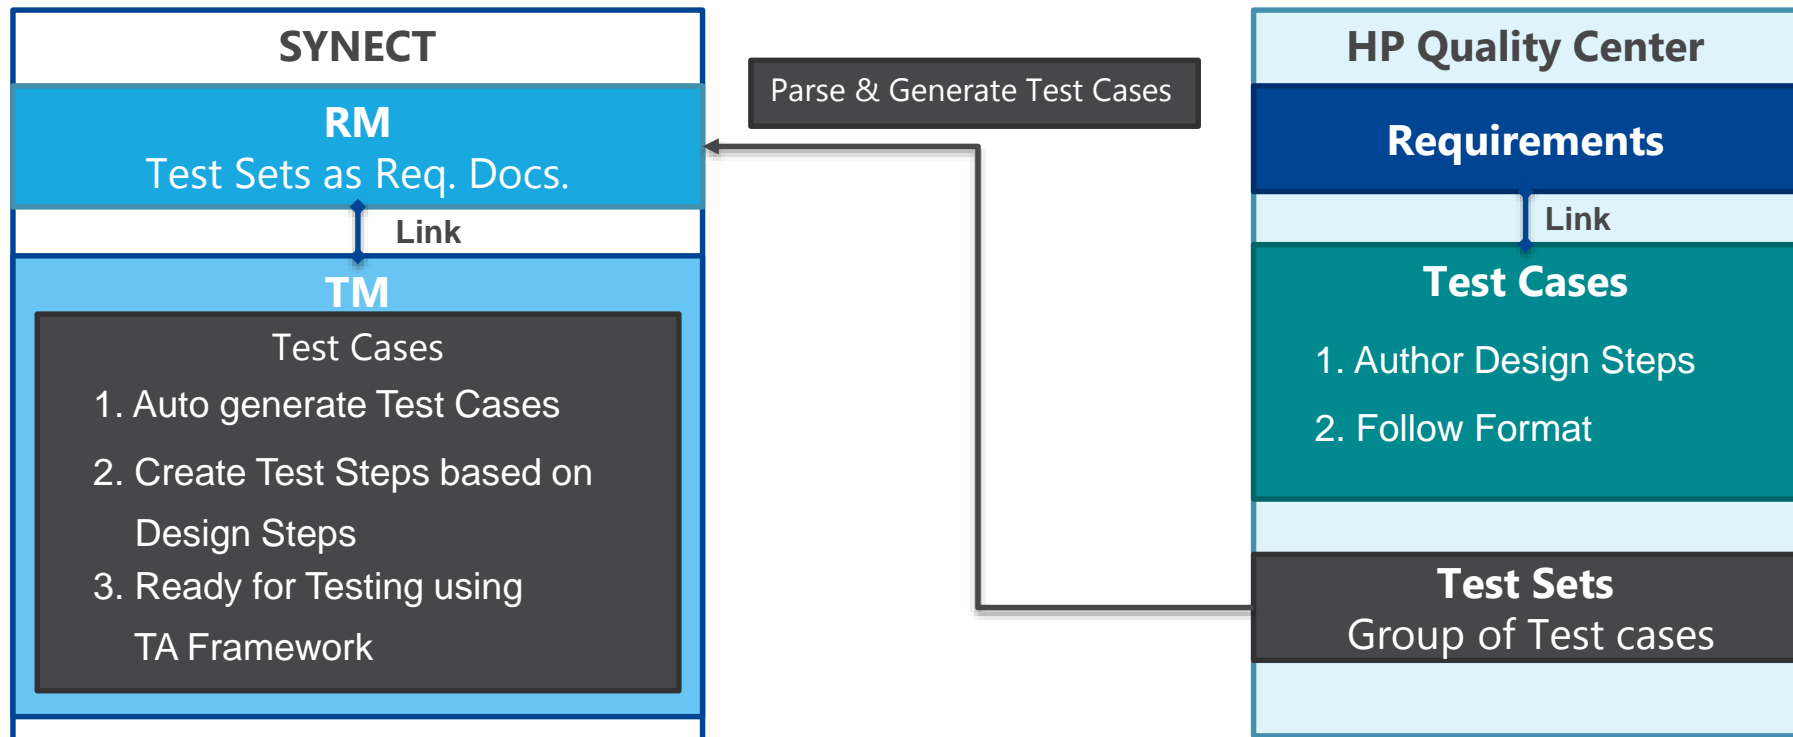 SYNECT
RM
Test Sets as Req. Docs.
Link
TM
Test Cases
1. Auto generate Test Cases
2. Create Test Steps based on
Design Steps
3. Ready for Testing using
TA Framework
Parse & Generate Test Cases
HP Quality Center
Requirements
Link
Test Cases
1. Author Design Steps
2. Follow Format
Test Sets
Group of Test cases